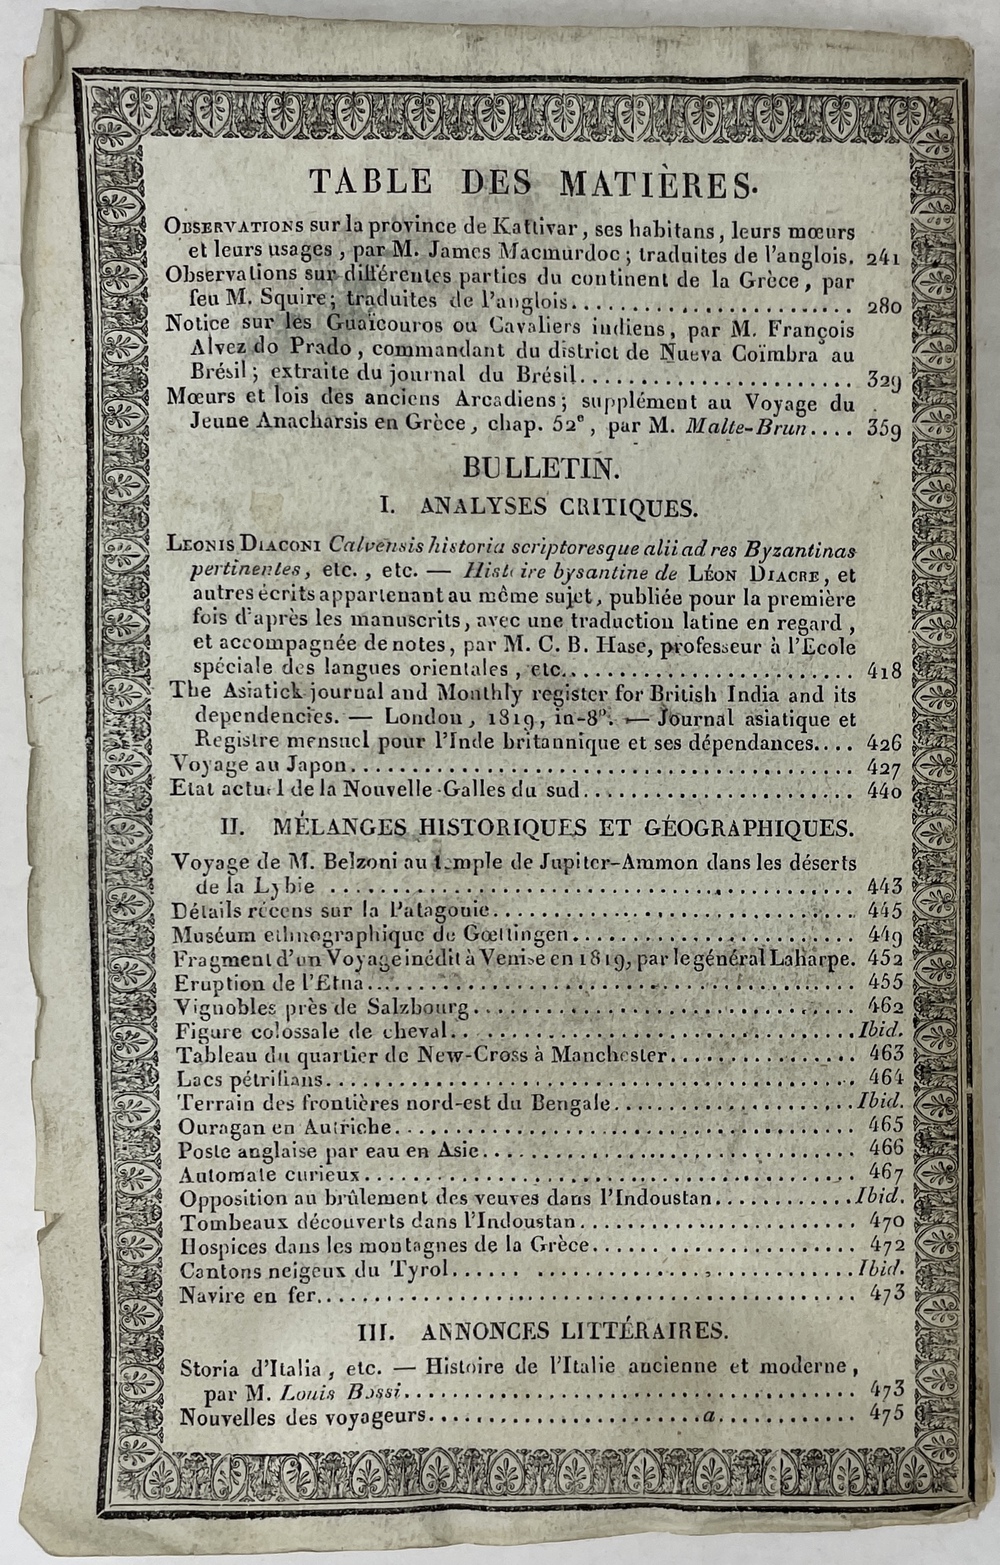 TABLE DES MATIÈRES.
OBSERVATIONS sur la province de Kattivar, ses habitans, leurs mœurs
et leurs usages, par M. James Macmurdoc; traduites de l'anglois. 241
Observations sur différentes parties du continent de la Grèce, par
feu M. Squire; traduites de l'anglois............................ 280
Notice sur les Guaïcouros ou Cavaliers indiens, par M. François
Alvez do Prado, commandant du district de Nueva Coïmbra au
Brésil; extraite du journal du Brésil........................... 329
Mœurs et lois des anciens Arcadiens; supplément au Voyage du
Jeune Anacharsis en Grèce, chap. 52e, par M. Malte-Brun.... 359
BULLETIN.
I. ANALYSES CRITIQUES.
LEONIS DIACONI Calvensis historia scriptoresque alii ad res Byzantinas
pertinentes, etc., etc. — Histoire bysantine de LÉON DIACRE, et
autres écrits appartenant au même sujet, publiée pour la première
fois d'après les manuscrits, avec une traduction latine en regard,
et accompagnée de notes, par M. C. B. Hase, professeur à l'Ecole
spéciale des langues orientales, etc............................ 418
The Asiatick journal and Monthly register for British India and its
dependencies. — London, 1819, in-8°. — Journal asiatique et
Registre mensuel pour l'Inde britannique et ses dépendances.... 426
Voyage au Japon................................................ 427
Etat actuel de la Nouvelle-Galles du sud........................ 440
II. MÉLANGES HISTORIQUES ET GÉOGRAPHIQUES.
Voyage de M. Belzoni au temple de Jupiter-Ammon dans les déserts
de la Lybie .................................................... 443
Détails récens sur la Patagonie................................. 445
Muséum ethnographique de Gœttingen............................ 449
Fragment d'un Voyage inédit à Venise en 1819, par le général Laharpe. 452
Eruption de l'Etna.............................................. 455
Vignobles près de Salzbourg..................................... 462
Figure colossale de cheval...................................... Ibid.
Tableau du quartier de New-Cross à Manchester................... 463
Lacs pétrifians................................................. 464
Terrain des frontières nord-est du Bengale...................... Ibid.
Ouragan en Autriche............................................. 465
Poste anglaise par eau en Asie.................................. 466
Automate curieux................................................ 467
Opposition au brûlement des veuves dans l'Indoustan............. Ibid.
Tombeaux découverts dans l'Indoustan............................ 470
Hospices dans les montagnes de la Grèce...... .................. 472
Cantons neigeux du Tyrol...... ................................. Ibid.
Navire en fer................................................... 473
III. ANNONCES LITTÉRAIRES.
Storia d'Italia, etc. — Histoire de l'Italie ancienne et moderne,
par M. Louis Bossi.............................................. 473
Nouvelles des voyageurs............................a............ 475